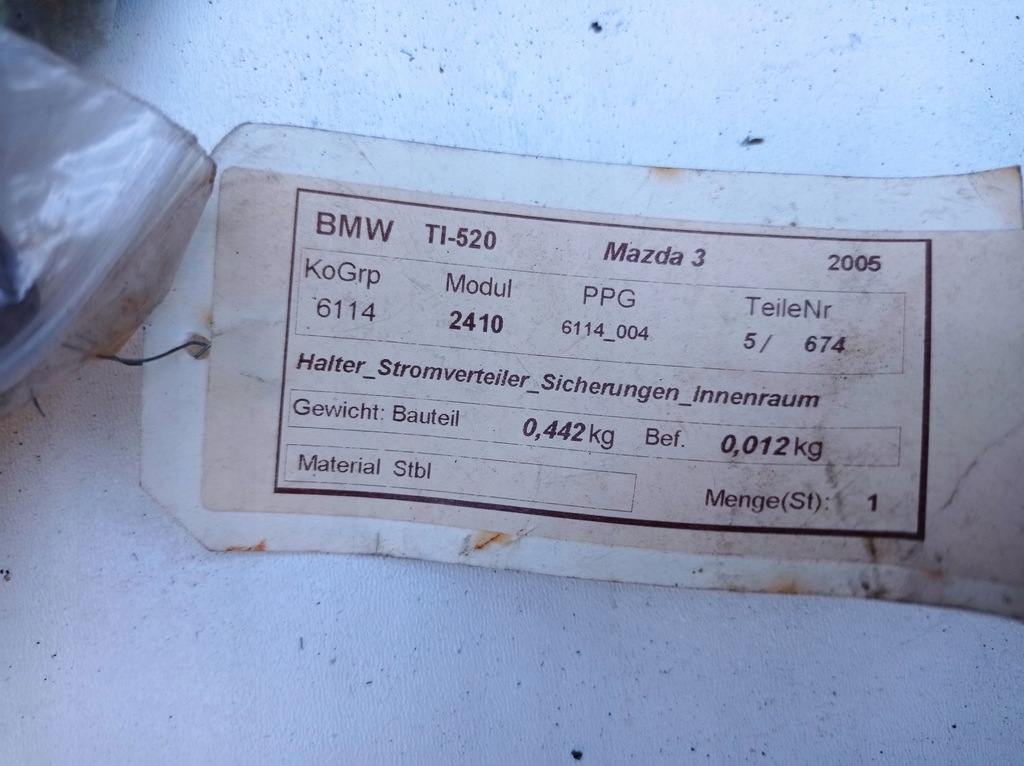 BMW TI-520 Mazda 3 2005
KoGrp Modul PPG TeileNr
6114 2410 6114_004 5/ 674
Halter_Stromverteiler_Sicherungen_Innenraum
Gewicht: Bauteil 0,442 kg Bef. 0,012 kg
Material Stbl
Menge(St): 1